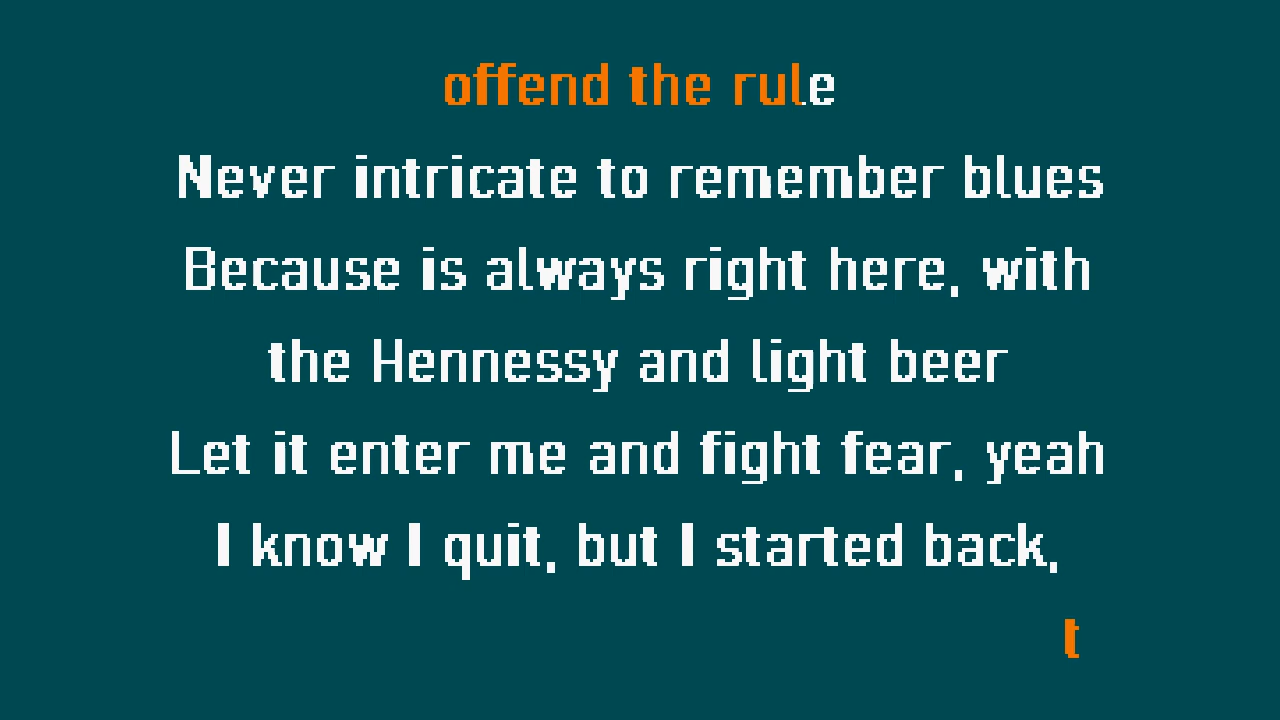 offend the rule
Never intricate to remember blues
Because is always right here, with
the Hennessy and light beer
Let it enter me and fight fear, yeah
I know I quit, but I started back,
t